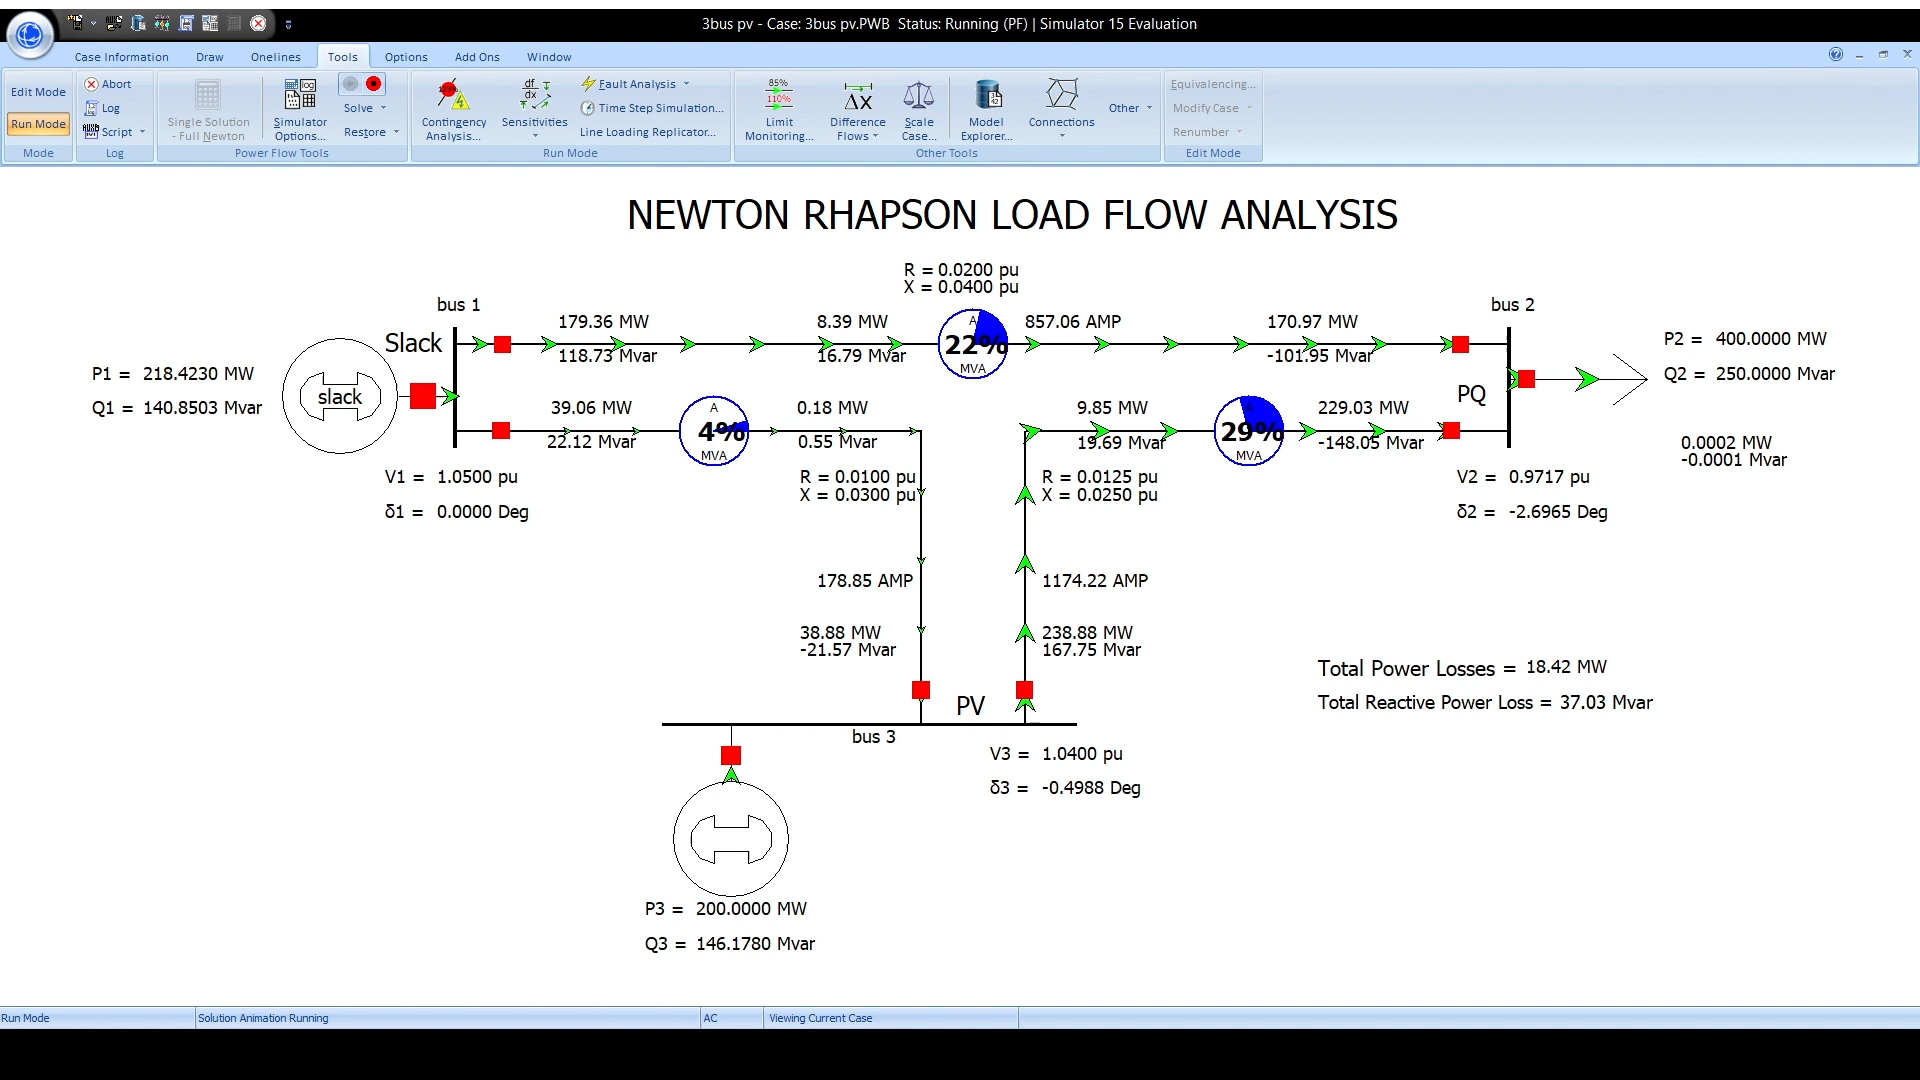 3bus pv - Case: 3bus pv.PWB Status: Running (PF) | Simulator 15 Evaluation
Case Information Draw Onelines Tools Options Add Ons Window
Edit Mode
Run Mode
Mode
Abort
Log
Script
Log
Single Solution
- Full Newton
Simulator
Options...
Solve
Restore
Power Flow Tools
Contingency
Analysis...
Sensitivities
Fault Analysis
Time Step Simulation...
Line Loading Replicator...
Run Mode
85%
110%
Limit
Monitoring...
Difference
Flows
Scale
Case...
Model
Explorer...
Connections
Other
Other Tools
Equivalencing...
Modify Case
Renumber
Edit Mode
NEWTON RHAPSON LOAD FLOW ANALYSIS
R = 0.0200 pu
X = 0.0400 pu
bus 1
bus 2
179.36 MW
118.73 Mvar
8.39 MW
16.79 Mvar
A
22%
MVA
857.06 AMP
170.97 MW
-101.95 Mvar
Slack
slack
P1 = 218.4230 MW
Q1 = 140.8503 Mvar
P2 = 400.0000 MW
Q2 = 250.0000 Mvar
PQ
39.06 MW
22.12 Mvar
A
4%
MVA
0.18 MW
0.55 Mvar
9.85 MW
19.69 Mvar
A
29%
MVA
229.03 MW
-148.05 Mvar
0.0002 MW
-0.0001 Mvar
V1 = 1.0500 pu
δ1 = 0.0000 Deg
R = 0.0100 pu
X = 0.0300 pu
R = 0.0125 pu
X = 0.0250 pu
V2 = 0.9717 pu
δ2 = -2.6965 Deg
178.85 AMP
1174.22 AMP
38.88 MW
-21.57 Mvar
238.88 MW
167.75 Mvar
Total Power Losses = 18.42 MW
Total Reactive Power Loss = 37.03 Mvar
PV
bus 3
V3 = 1.0400 pu
δ3 = -0.4988 Deg
P3 = 200.0000 MW
Q3 = 146.1780 Mvar
Run Mode Solution Animation Running AC Viewing Current Case